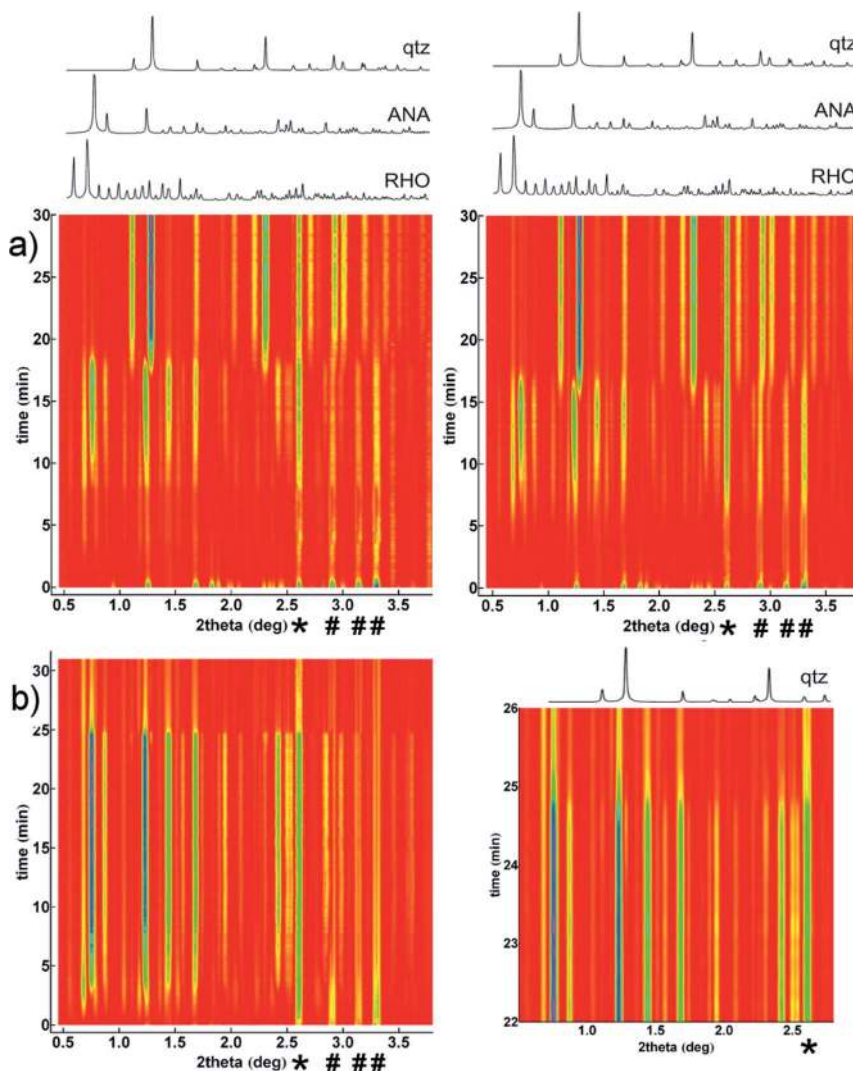 qtz
ANA
RHO
qtz
ANA
RHO
a)
30
25
20
15
10
5
0
time (min)
0.5 1.0 1.5 2.0 2.5 3.0 3.5
2theta (deg)
* # ##
30
25
20
15
10
5
0
time (min)
0.5 1.0 1.5 2.0 2.5 3.0 3.5
2theta (deg)
* # ##
b)
30
25
20
15
10
5
0
time (min)
0.5 1.0 1.5 2.0 2.5 3.0 3.5
2theta (deg)
* # ##
qtz
26
25
24
23
22
time (min)
1.0 1.5 2.0 2.5
2theta (deg)
*